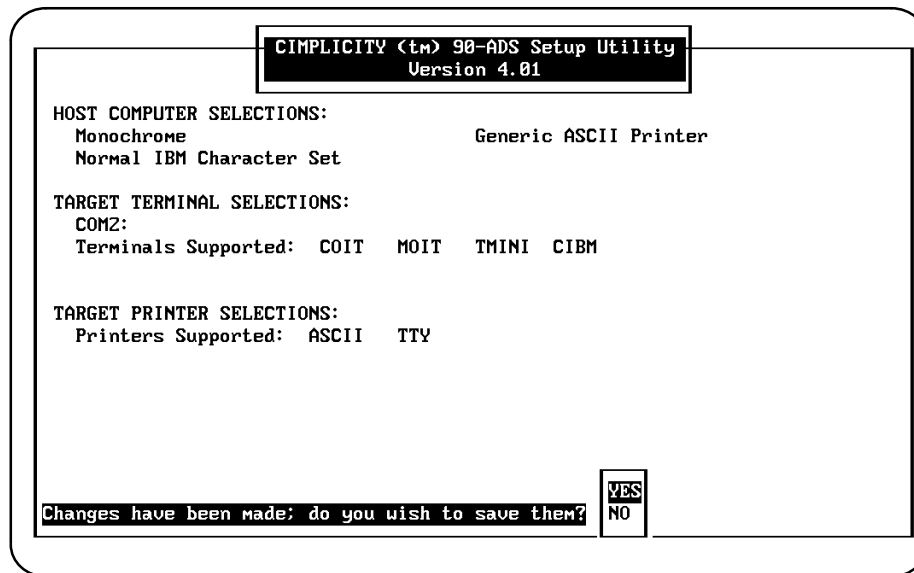 CIMPLICITY (tm) 90-ADS Setup Utility
Version 4.01
HOST COMPUTER SELECTIONS:
Monochrome Generic ASCII Printer
Normal IBM Character Set
TARGET TERMINAL SELECTIONS:
COM2:
Terminals Supported: COIT MOIT TMINI CIBM
TARGET PRINTER SELECTIONS:
Printers Supported: ASCII TTY
YES
Changes have been made; do you wish to save them? NO